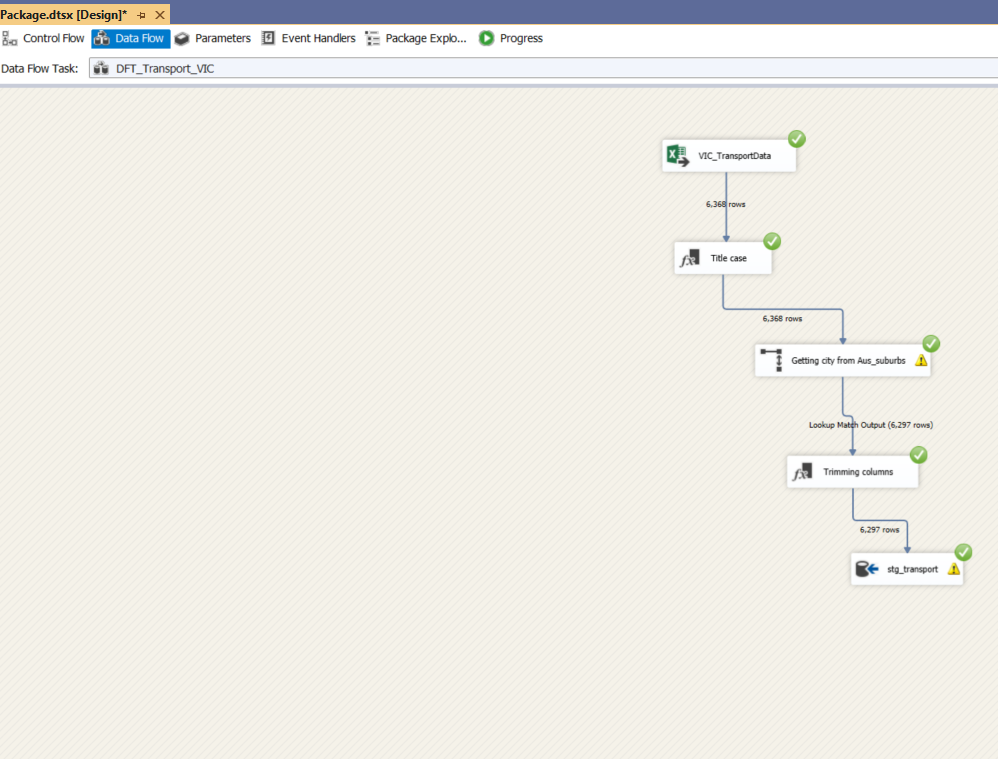 Package.dtsx [Design]*
Control Flow Data Flow Parameters Event Handlers Package Explo... Progress
Data Flow Task: DFT_Transport_VIC
VIC_TransportData
6,368 rows
Title case
6,368 rows
Getting city from Aus_suburbs
Lookup Match Output (6,297 rows)
Trimming columns
6,297 rows
stg_transport